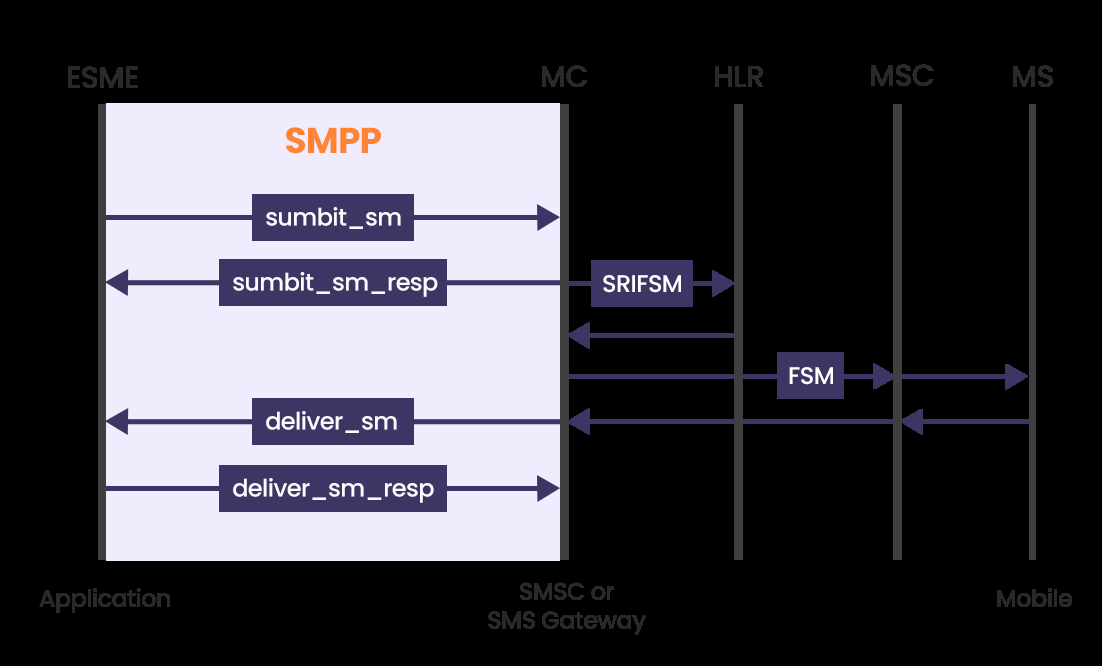 ESME
MC
HLR
MSC
MS
SMPP
sumbit_sm
sumbit_sm_resp
SRIFSM
FSM
deliver_sm
deliver_sm_resp
Application
SMSC or
SMS Gateway
Mobile